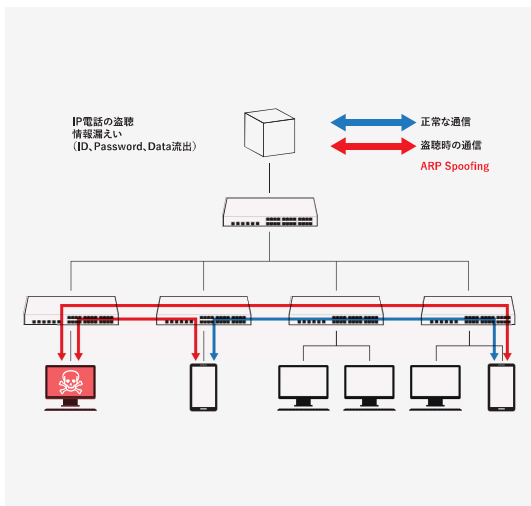 IP電話の盗聴
情報漏えい
（ID、Password、Data流出）
正常な通信
盗聴時の通信
ARP Spoofing